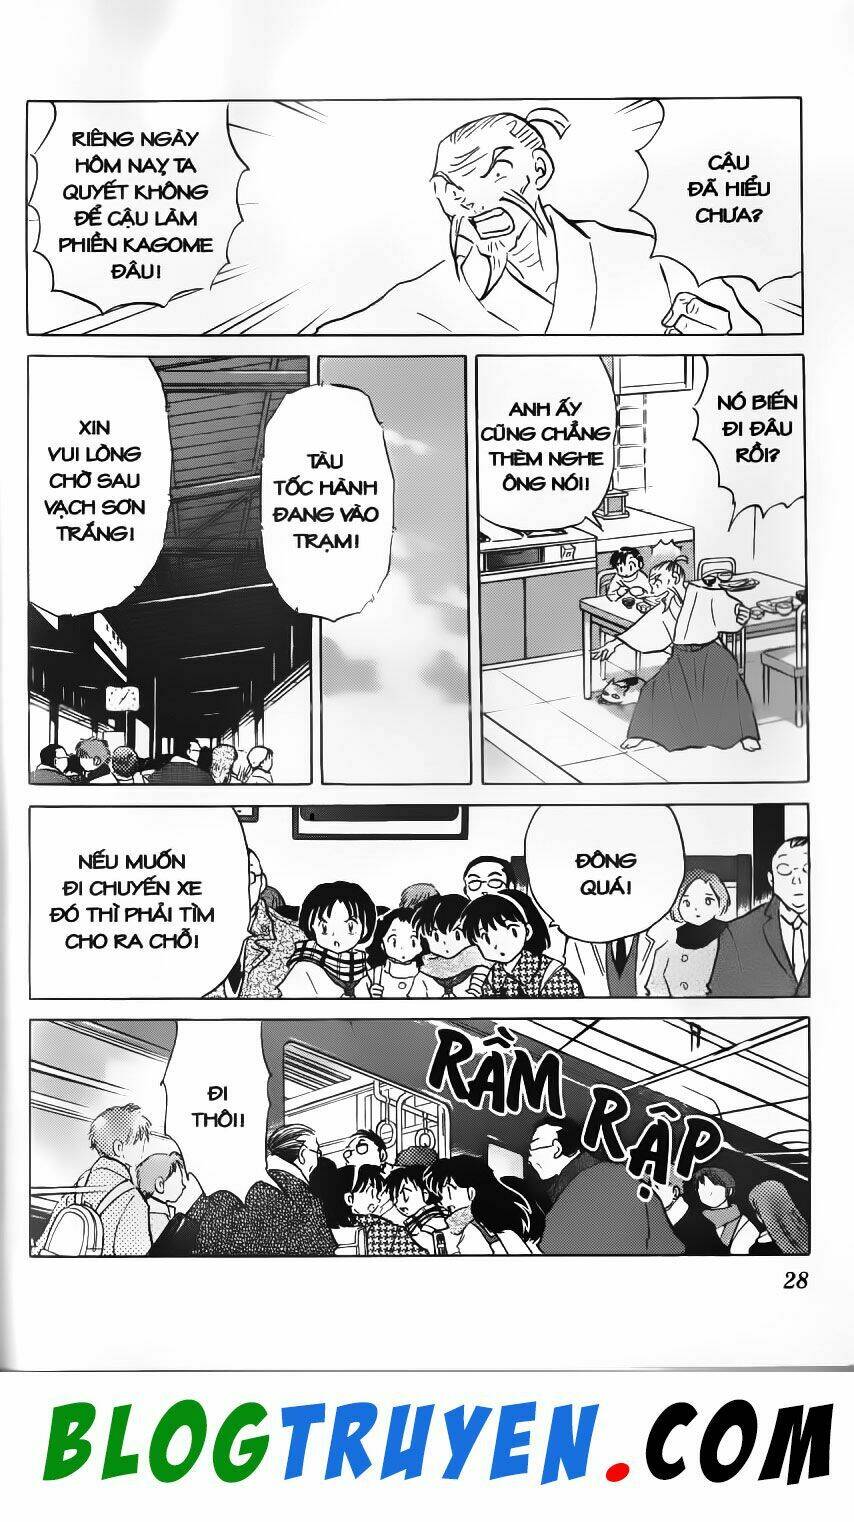 CẬU
ĐÃ HIỂU
CHƯA?
RIÊNG NGÀY
HÔM NAY, TA
QUYẾT KHÔNG
ĐỂ CẬU LÀM
PHIỀN KAGOME
ĐÂU!
NÓ BIẾN
ĐI ĐÂU
RỒI?
ANH ẤY
CŨNG CHẲNG
THÈM NGHE
ÔNG NÓI!
TÀU
TỐC HÀNH
ĐANG VÀO
TRẠM!
XIN
VUI LÒNG
CHỜ SAU
VẠCH SƠN
TRẮNG!
ĐÔNG
QUÁ!
NẾU MUỐN
ĐI CHUYẾN XE
ĐÓ THÌ PHẢI TÌM
CHO RA CHỖ!
RẦM
RẬP
ĐI
THÔI!
28
BLOGTRUYEN.COM